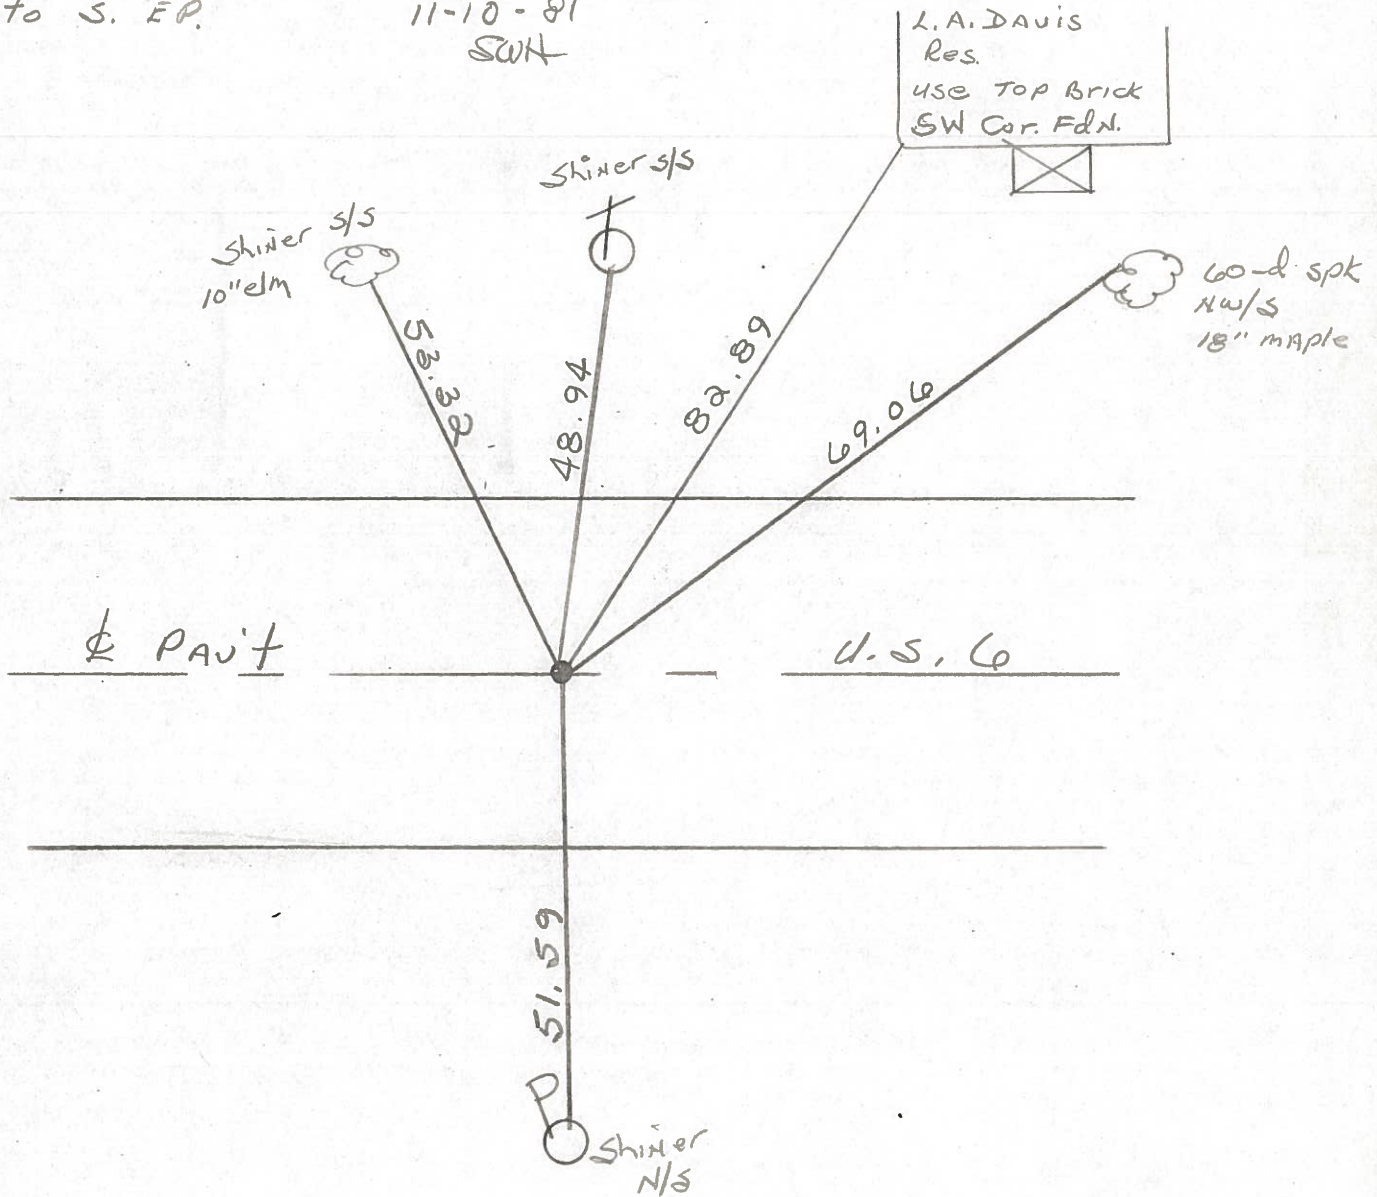 to S. EP.
11-10-81
SWH
L.A. DAvis
Res.
use Top Brick
SW Cor. FdN.
Shiner s/s
Shiner s/s
10" elm
60-d spk
NW/S
18" mAple
53.32
48.94
82.89
69.06
℄ PAv't
U.S. 6
51.59
P
Shiner
N/S